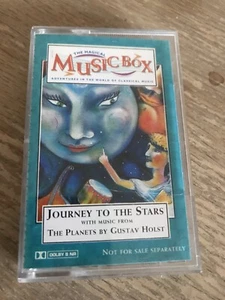 THE MAGICAL
MUSIC BOX
ADVENTURES IN THE WORLD OF CLASSICAL MUSIC
JOURNEY TO THE STARS
WITH MUSIC FROM
THE PLANETS BY GUSTAV HOLST
DOLBY B NR
NOT FOR SALE SEPARATELY